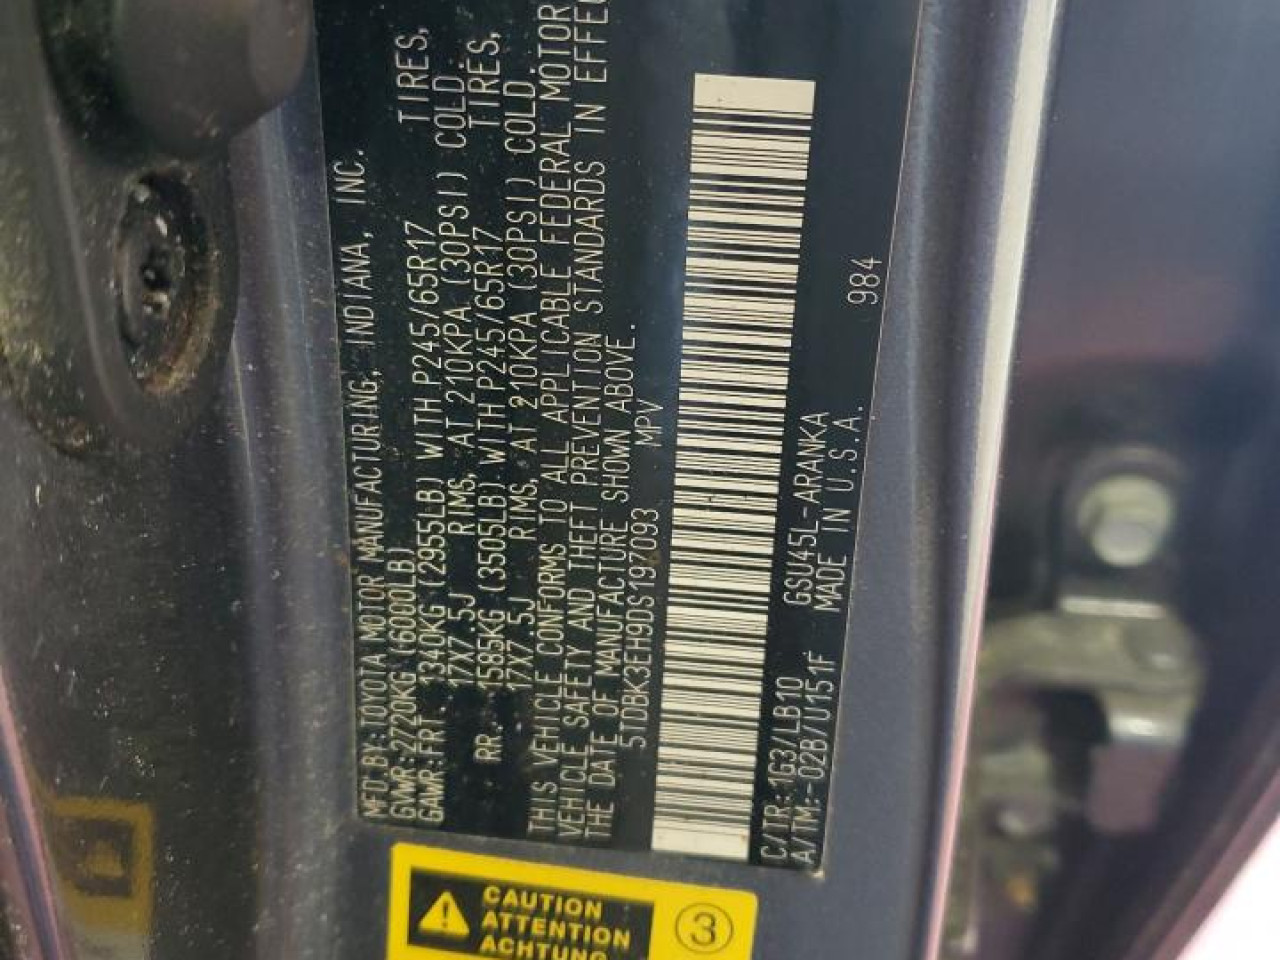 MFD.BY:TOYOTA MOTOR MANUFACTURING, INDIANA, INC.
GVWR:2720KG(6000LB)
GAWR:FRT. 1340KG(2955LB) WITH P245/65R17 TIRES,
17X7.5J RIMS, AT 210KPA (30PSI) COLD.
RR. 1585KG(3505LB) WITH P245/65R17 TIRES,
17X7.5J RIMS, AT 210KPA (30PSI) COLD.
THIS VEHICLE CONFORMS TO ALL APPLICABLE FEDERAL MOTOR
VEHICLE SAFETY AND THEFT PREVENTION STANDARDS IN EFFEC
THE DATE OF MANUFACTURE SHOWN ABOVE.
5TDBK3EH9DS197093 MPV
C/TR:1G3/LB10 GSU45L-ARANKA
A/TM:-02B/U151F MADE IN U.S.A. 984
CAUTION
ATTENTION
ACHTUNG
3